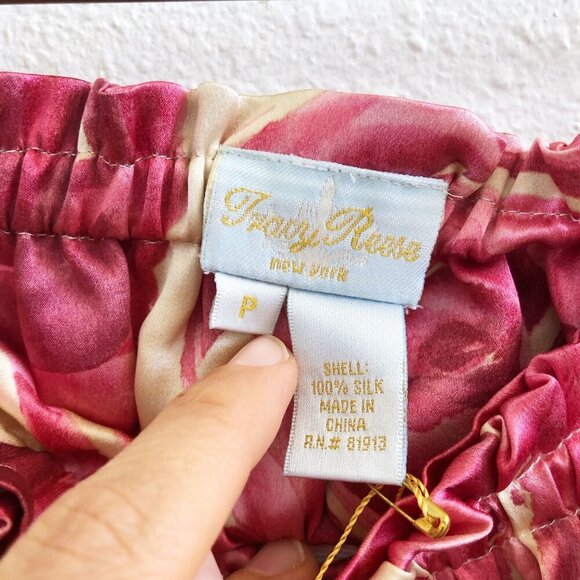 Tracy Reese
new york
P
SHELL:
100% SILK
MADE IN
CHINA
R.N.# 81913